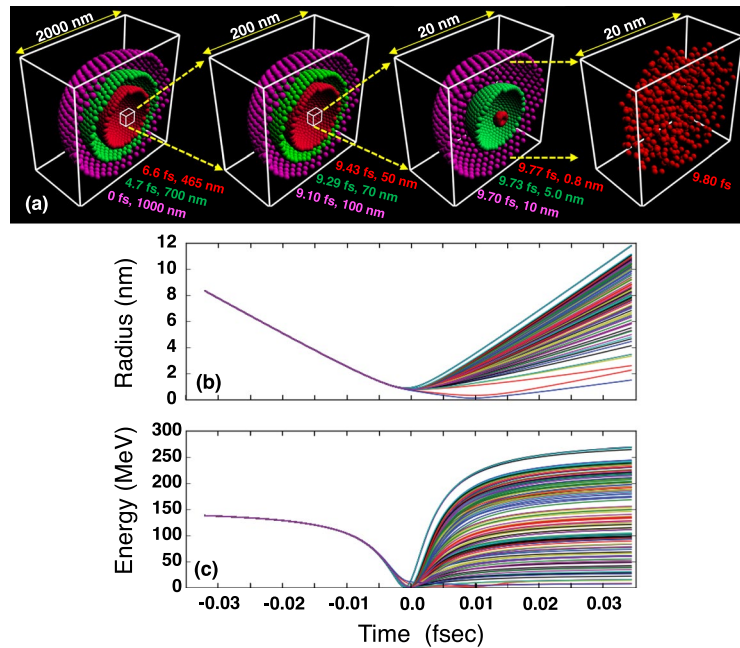 2000 nm
200 nm
20 nm
20 nm
6.6 fs, 465 nm
4.7 fs, 700 nm
0 fs, 1000 nm
9.43 fs, 50 nm
9.29 fs, 70 nm
9.10 fs, 100 nm
9.77 fs, 0.8 nm
9.73 fs, 5.0 nm
9.70 fs, 10 nm
9.80 fs
(a)
12
10
8
6
4
2
0
Radius (nm)
(b)
300
250
200
150
100
50
0
Energy (MeV)
(c)
-0.03 -0.02 -0.01 0.0 0.01 0.02 0.03
Time (fsec)